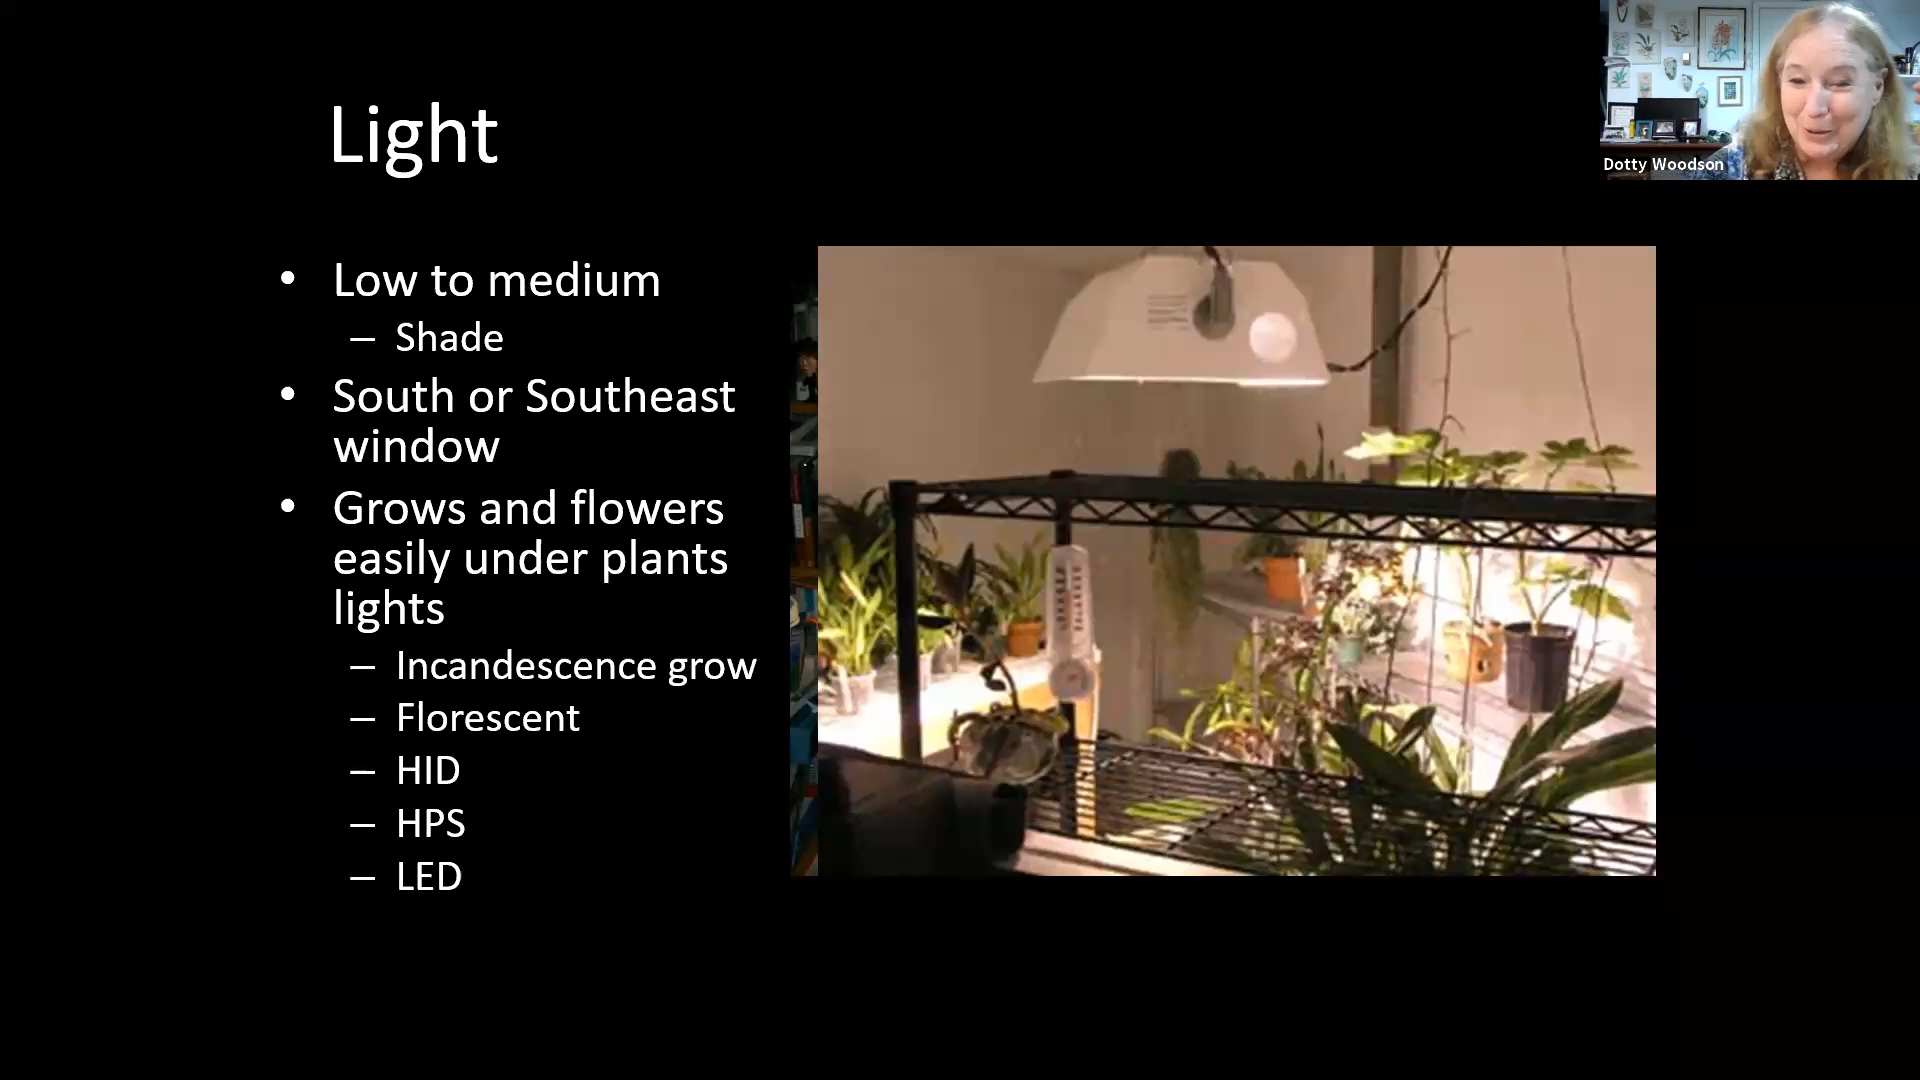 Light
Dotty Woodson
• Low to medium
– Shade
• South or Southeast
window
• Grows and flowers
easily under plants
lights
– Incandescence grow
– Florescent
– HID
– HPS
– LED